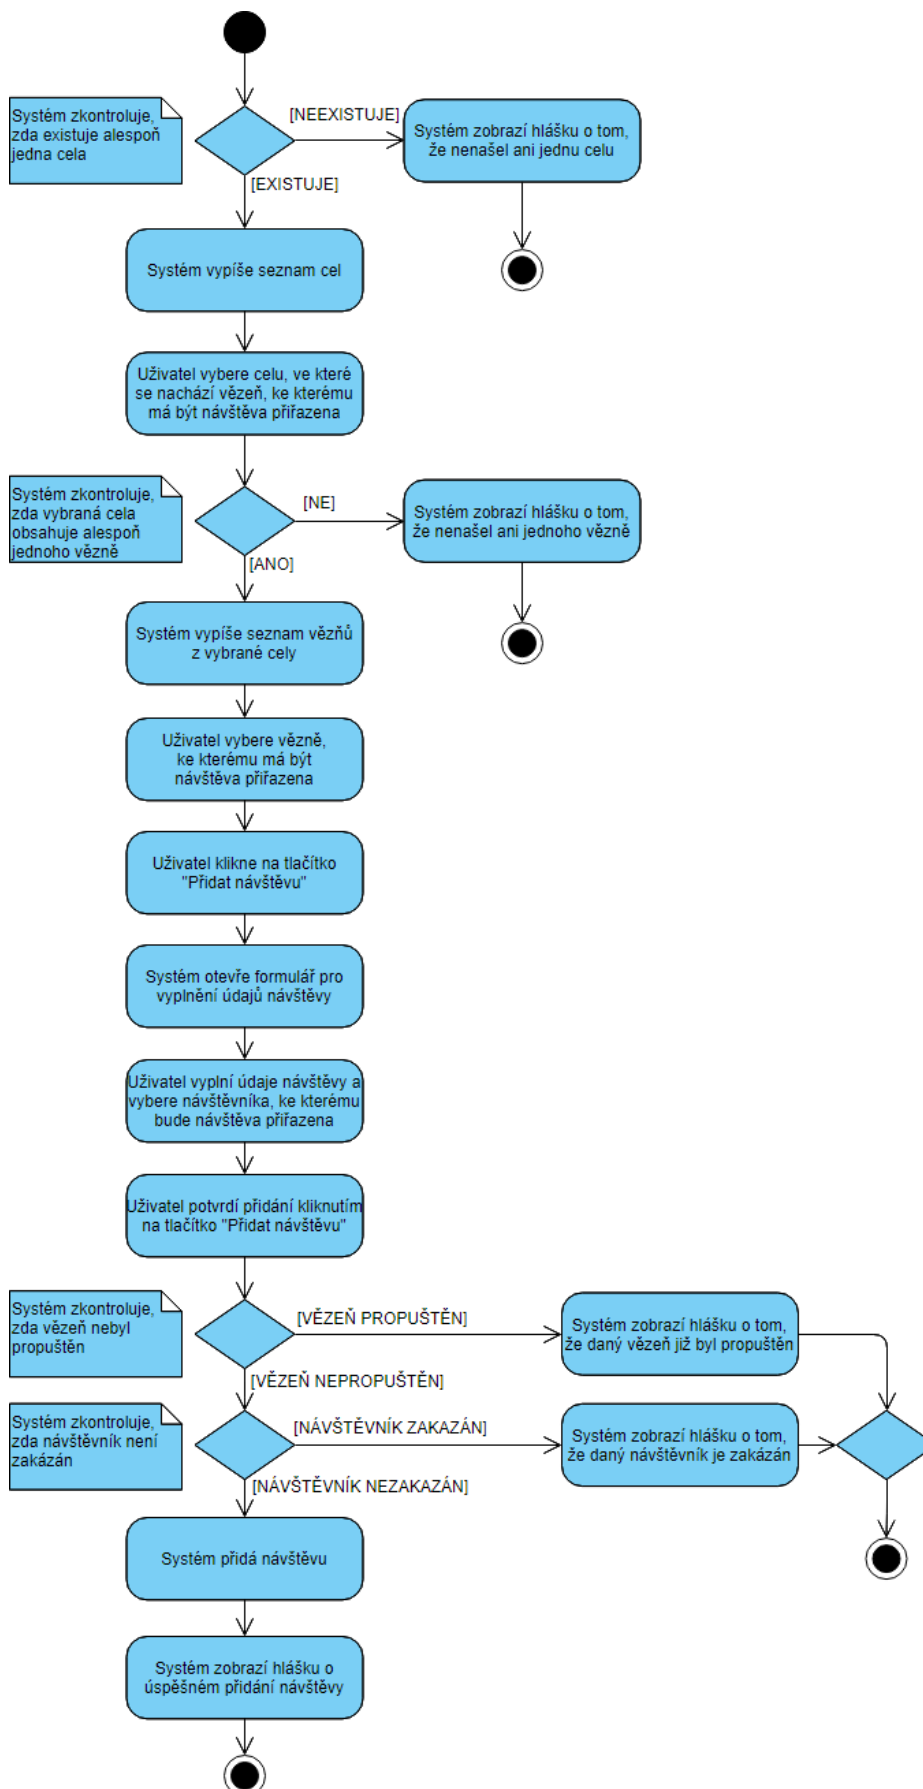 Systém zkontroluje,
zda existuje alespoň
jedna cela
[NEEXISTUJE]
Systém zobrazí hlášku o tom,
že nenašel ani jednu celu
[EXISTUJE]
Systém vypíše seznam cel
Uživatel vybere celu, ve které
se nachází vězeň, ke kterému
má být návštěva přiřazena
Systém zkontroluje,
zda vybraná cela
obsahuje alespoň
jednoho vězně
[NE]
Systém zobrazí hlášku o tom,
že nenašel ani jednoho vězně
[ANO]
Systém vypíše seznam vězňů
z vybrané cely
Uživatel vybere vězně,
ke kterému má být
návštěva přiřazena
Uživatel klikne na tlačítko
"Přidat návštěvu"
Systém otevře formulář pro
vyplnění údajů návštěvy
Uživatel vyplní údaje návštěvy a
vybere návštěvníka, ke kterému
bude návštěva přiřazena
Uživatel potvrdí přidání kliknutím
na tlačítko "Přidat návštěvu"
Systém zkontroluje,
zda vězeň nebyl
propuštěn
[VĚZEŇ PROPUŠTĚN]
Systém zobrazí hlášku o tom,
že daný vězeň již byl propuštěn
[VĚZEŇ NEPROPUŠTĚN]
Systém zkontroluje,
zda návštěvník není
zakázán
[NÁVŠTĚVNÍK ZAKAZÁN]
Systém zobrazí hlášku o tom,
že daný návštěvník je zakázán
[NÁVŠTĚVNÍK NEZAKAZÁN]
Systém přidá návštěvu
Systém zobrazí hlášku o
úspěšném přidání návštěvy